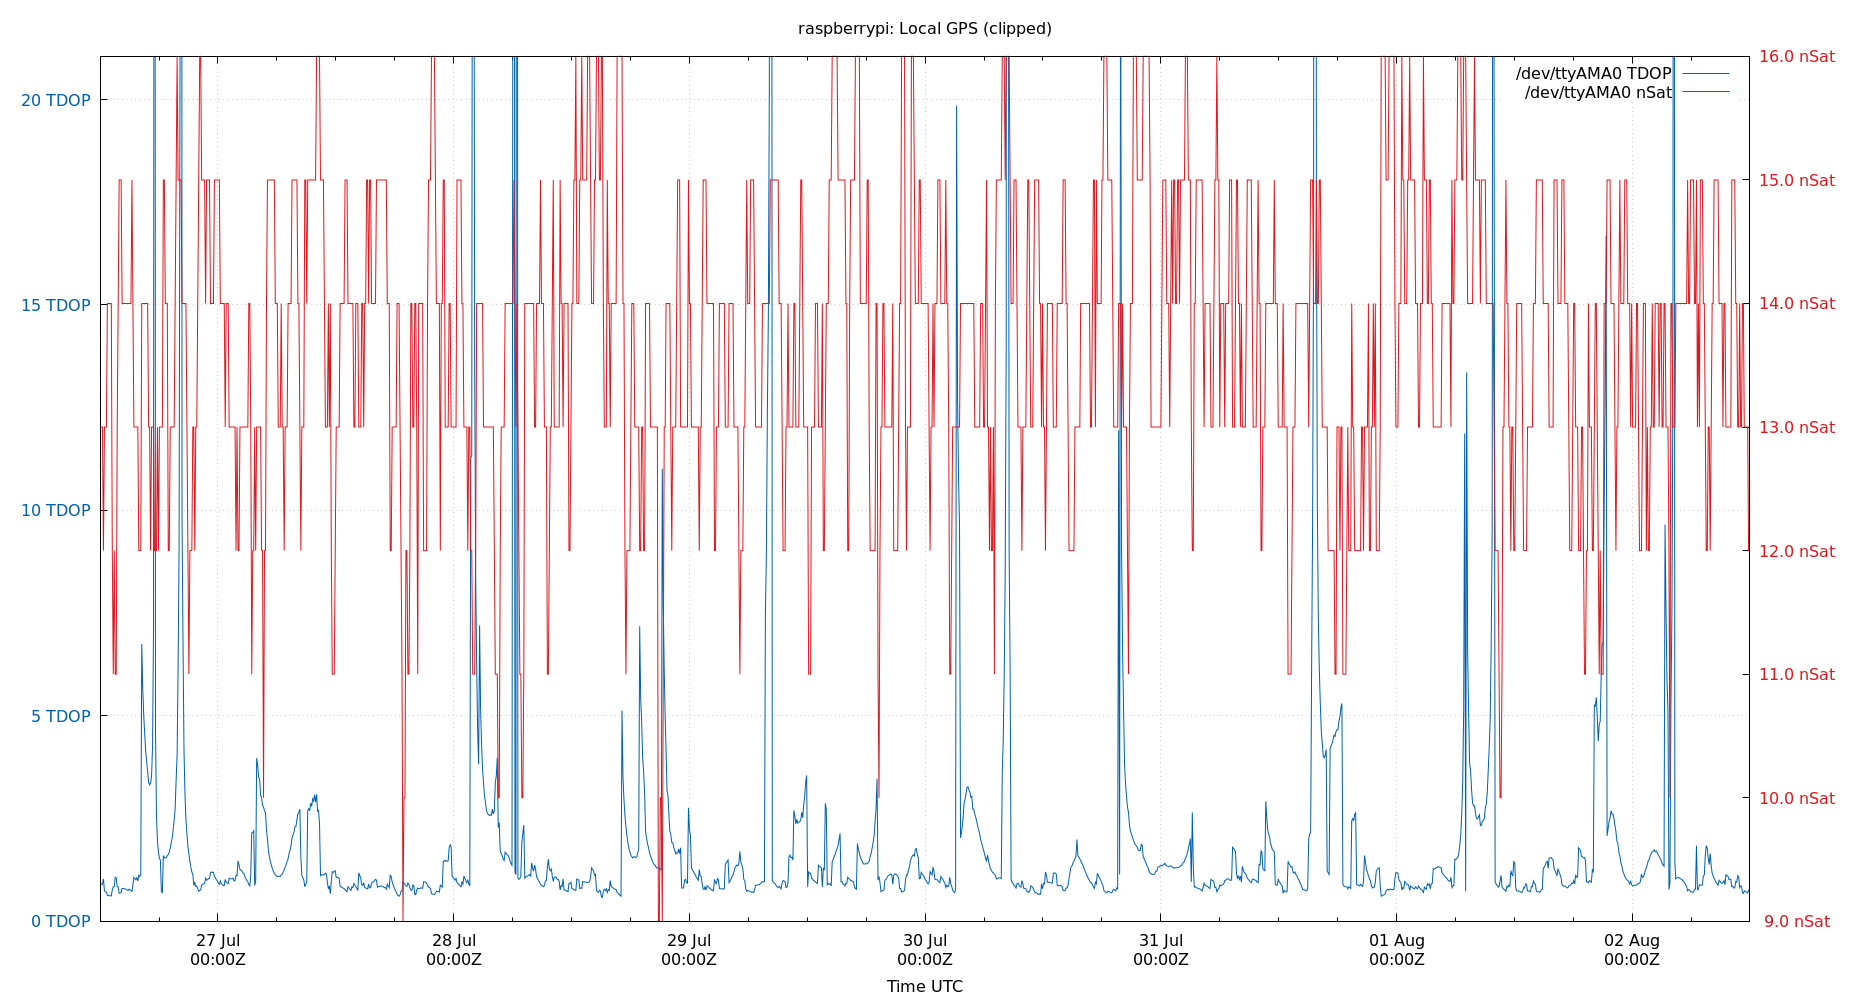 raspberrypi: Local GPS (clipped)
/dev/ttyAMA0 TDOP
/dev/ttyAMA0 nSat
20 TDOP
15 TDOP
10 TDOP
5 TDOP
0 TDOP
16.0 nSat
15.0 nSat
14.0 nSat
13.0 nSat
12.0 nSat
11.0 nSat
10.0 nSat
9.0 nSat
27 Jul
00:00Z
28 Jul
00:00Z
29 Jul
00:00Z
30 Jul
00:00Z
31 Jul
00:00Z
01 Aug
00:00Z
02 Aug
00:00Z
Time UTC